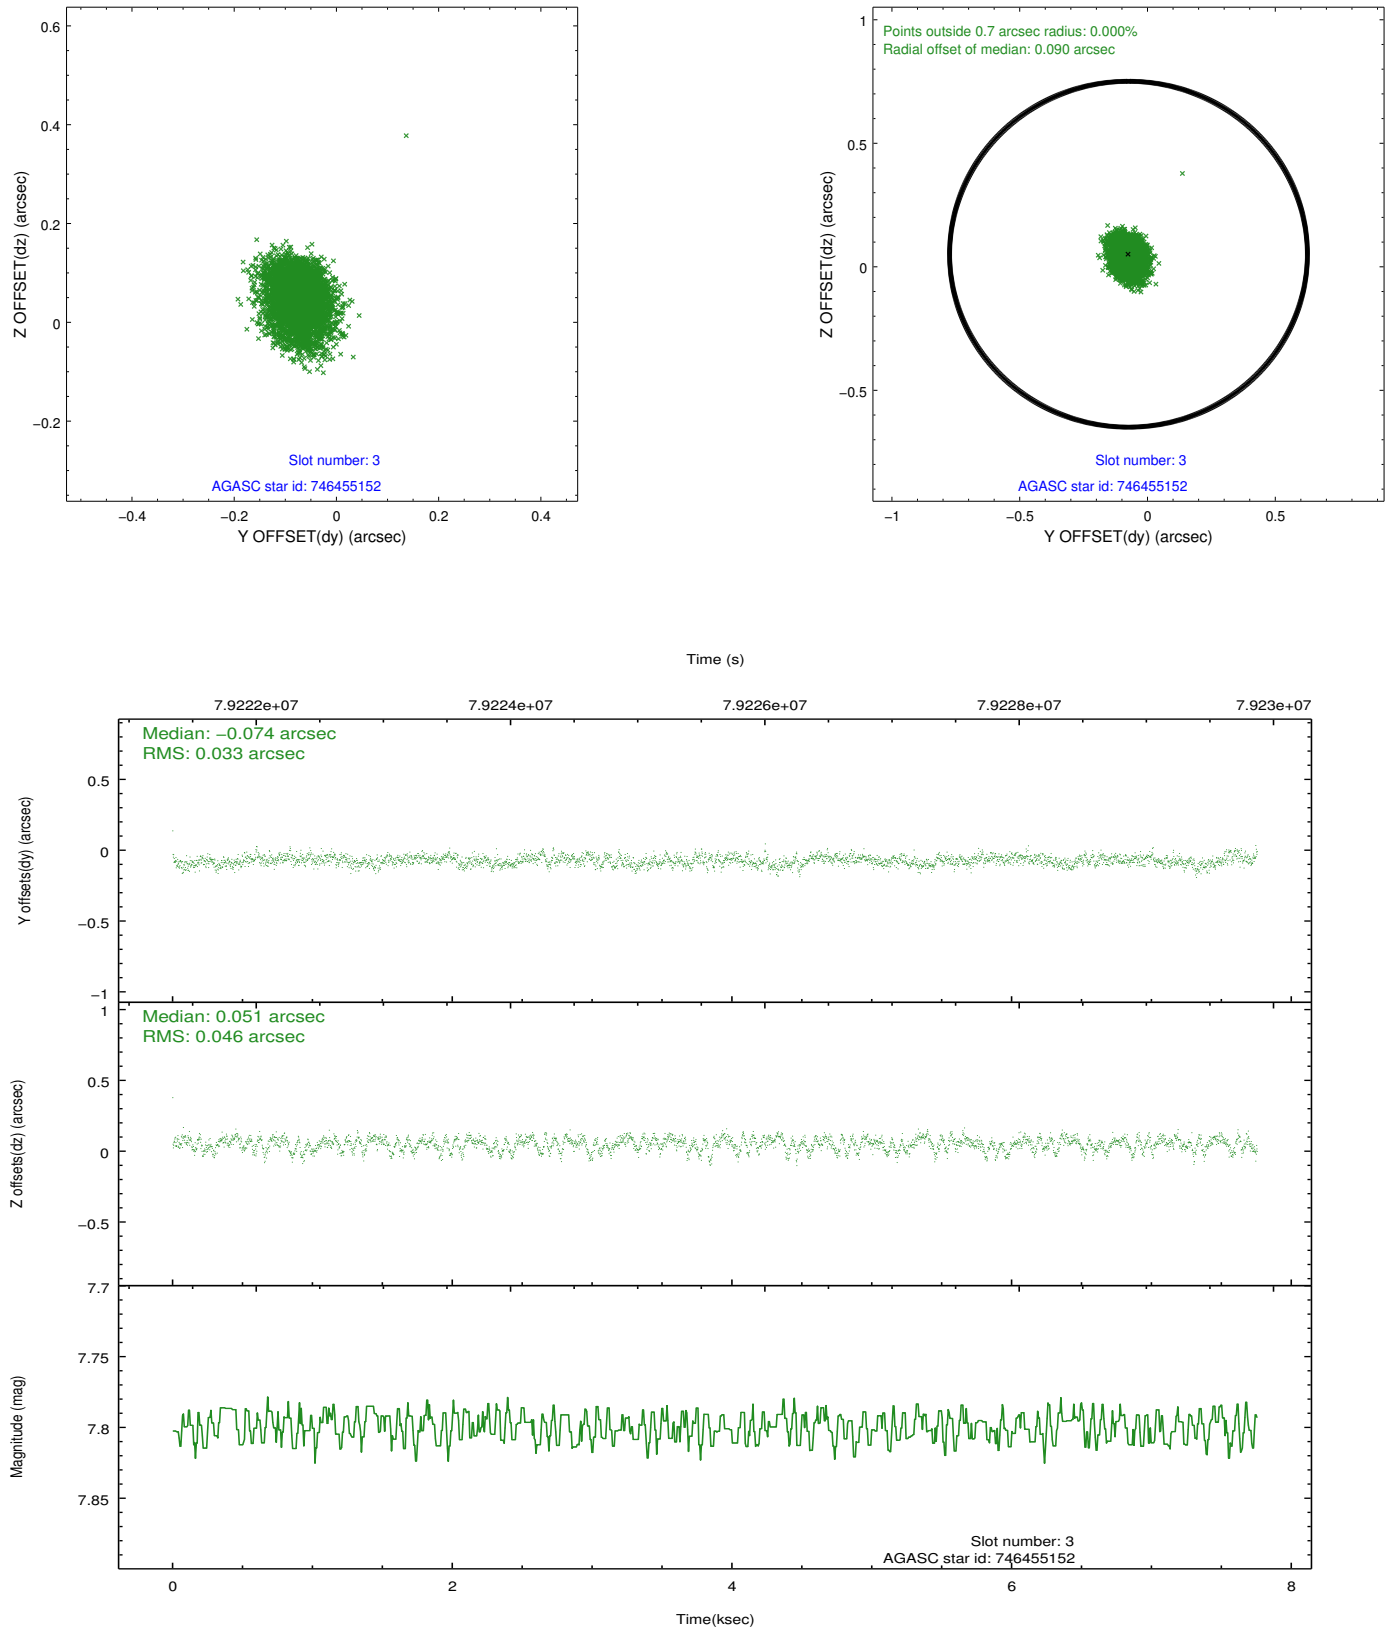 0.6
0.4
0.2
0
−0.2
Z OFFSET(dz) (arcsec)
Slot number: 3
AGASC star id: 746455152
−0.4 −0.2 0 0.2 0.4
Y OFFSET(dy) (arcsec)
Points outside 0.7 arcsec radius: 0.000%
Radial offset of median: 0.090 arcsec
1
0.5
0
−0.5
Z OFFSET(dz) (arcsec)
Slot number: 3
AGASC star id: 746455152
−1 −0.5 0 0.5
Y OFFSET(dy) (arcsec)
Time (s)
7.9222e+07 7.9224e+07 7.9226e+07 7.9228e+07 7.923e+07
Median: −0.074 arcsec
RMS: 0.033 arcsec
0.5
0
−0.5
−1
Y offsets(dy) (arcsec)
Median: 0.051 arcsec
RMS: 0.046 arcsec
1
0.5
0
−0.5
Z offsets(dz) (arcsec)
7.7
7.75
7.8
7.85
Magnitude (mag)
Slot number: 3
AGASC star id: 746455152
0 2 4 6 8
Time(ksec)